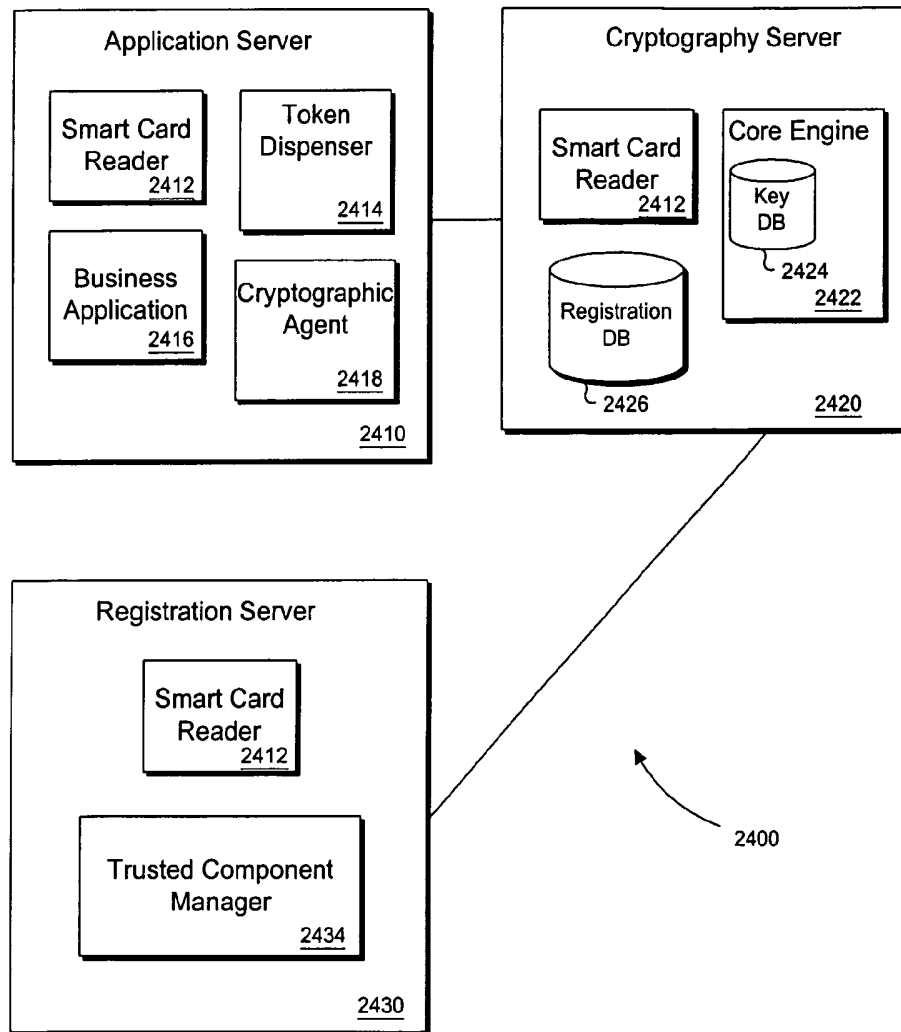 Application Server
Smart Card
Reader
2412
Token
Dispenser
2414
Business
Application
2416
Cryptographic
Agent
2418
2410
Cryptography Server
Smart Card
Reader
2412
Core Engine
Key
DB
2424
2422
Registration
DB
2426
2420
Registration Server
Smart Card
Reader
2412
Trusted Component
Manager
2434
2430
2400